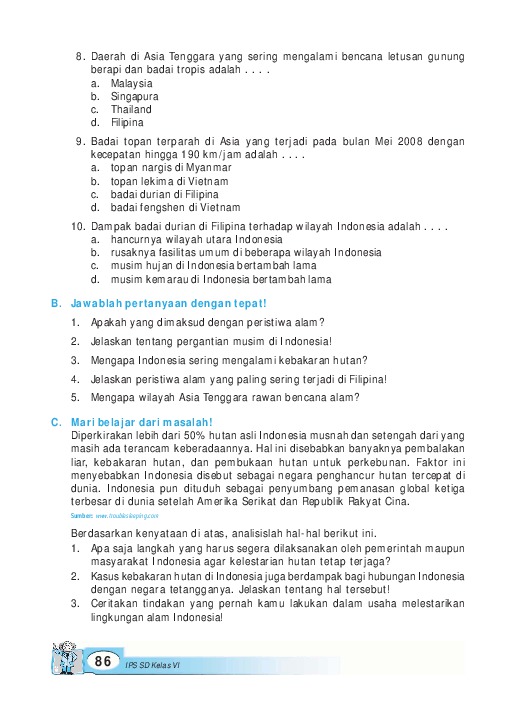 8. Daerah di Asia Tenggara yang sering mengalami bencana letusan gunung
berapi dan badai tropis adalah . . . .
a. Malaysia
b. Singapura
c. Thailand
d. Filipina
9. Badai topan terparah di Asia yang terjadi pada bulan Mei 2008 dengan
kecepatan hingga 190 km/jam adalah . . . .
a. topan nargis di Myanmar
b. topan lekima di Vietnam
c. badai durian di Filipina
d. badai fengshen di Vietnam
10. Dampak badai durian di Filipina terhadap wilayah Indonesia adalah . . . .
a. hancurnya wilayah utara Indonesia
b. rusaknya fasilitas umum di beberapa wilayah Indonesia
c. musim hujan di Indonesia bertambah lama
d. musim kemarau di Indonesia bertambah lama
B. Jawablah pertanyaan dengan tepat!
1. Apakah yang dimaksud dengan peristiwa alam?
2. Jelaskan tentang pergantian musim di Indonesia!
3. Mengapa Indonesia sering mengalami kebakaran hutan?
4. Jelaskan peristiwa alam yang paling sering terjadi di Filipina!
5. Mengapa wilayah Asia Tenggara rawan bencana alam?
C. Mari belajar dari masalah!
Diperkirakan lebih dari 50% hutan asli Indonesia musnah dan setengah dari yang
masih ada terancam keberadaannya. Hal ini disebabkan banyaknya pembalakan
liar, kebakaran hutan, dan pembukaan hutan untuk perkebunan. Faktor ini
menyebabkan Indonesia disebut sebagai negara penghancur hutan tercepat di
dunia. Indonesia pun dituduh sebagai penyumbang pemanasan global ketiga
terbesar di dunia setelah Amerika Serikat dan Republik Rakyat Cina.
Sumber: www.troublesleeping.com
Berdasarkan kenyataan di atas, analisislah hal-hal berikut ini.
1. Apa saja langkah yang harus segera dilaksanakan oleh pemerintah maupun
masyarakat Indonesia agar kelestarian hutan tetap terjaga?
2. Kasus kebakaran hutan di Indonesia juga berdampak bagi hubungan Indonesia
dengan negara tetangganya. Jelaskan tentang hal tersebut!
3. Ceritakan tindakan yang pernah kamu lakukan dalam usaha melestarikan
lingkungan alam Indonesia!
86 IPS SD Kelas VI